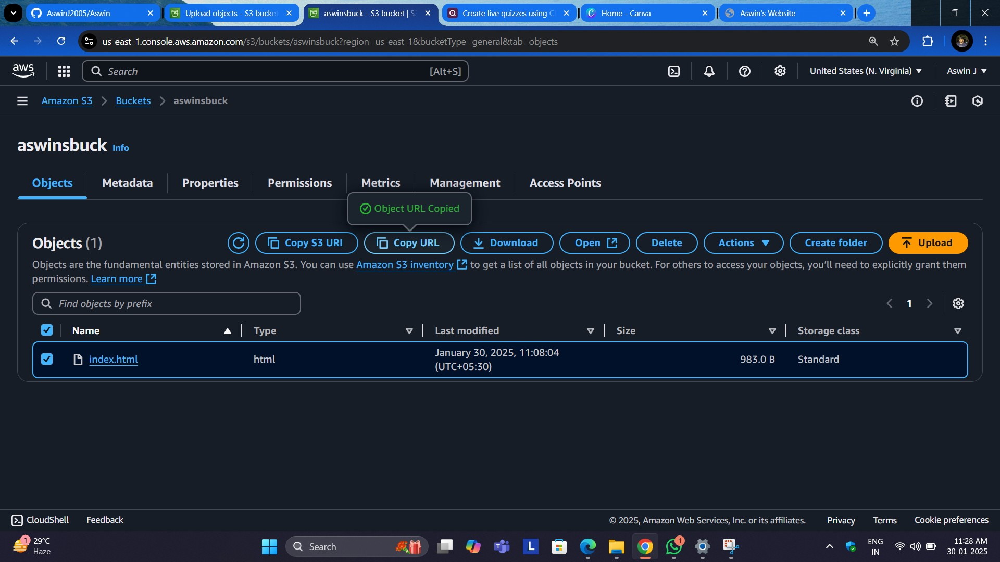 AswinJ2005/Aswin
Upload objects - S3 bucket
aswinsbuck - S3 bucket | S
Create live quizzes using C
Home - Canva
Aswin's Website
us-east-1.console.aws.amazon.com/s3/buckets/aswinsbuck?region=us-east-1&bucketType=general&tab=objects
aws
Search
[Alt+S]
United States (N. Virginia)
Aswin J
Amazon S3
Buckets
aswinsbuck
aswinsbuck Info
Objects
Metadata
Properties
Permissions
Metrics
Management
Access Points
Object URL Copied
Objects (1)
Copy S3 URI
Copy URL
Download
Open
Delete
Actions
Create folder
Upload
Objects are the fundamental entities stored in Amazon S3. You can use Amazon S3 inventory to get a list of all objects in your bucket. For others to access your objects, you'll need to explicitly grant them
permissions. Learn more
Find objects by prefix
1
Name
Type
Last modified
Size
Storage class
index.html
html
January 30, 2025, 11:08:04
(UTC+05:30)
983.0 B
Standard
CloudShell
Feedback
© 2025, Amazon Web Services, Inc. or its affiliates.
Privacy
Terms
Cookie preferences
1
29°C
Haze
Search
L
1
ENG
IN
11:28 AM
30-01-2025